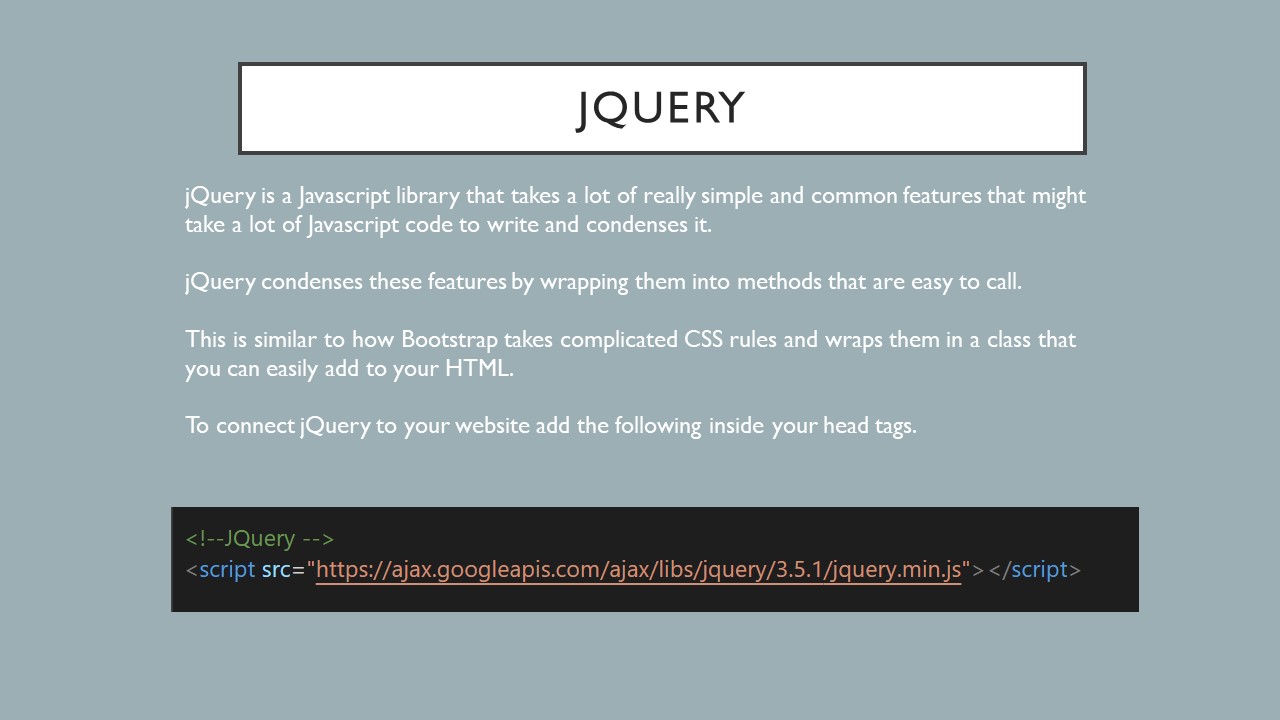 JQUERY
jQuery is a Javascript library that takes a lot of really simple and common features that might
take a lot of Javascript code to write and condenses it.
jQuery condenses these features by wrapping them into methods that are easy to call.
This is similar to how Bootstrap takes complicated CSS rules and wraps them in a class that
you can easily add to your HTML.
To connect jQuery to your website add the following inside your head tags.
<!--JQuery -->
<script src="https://ajax.googleapis.com/ajax/libs/jquery/3.5.1/jquery.min.js"></script>